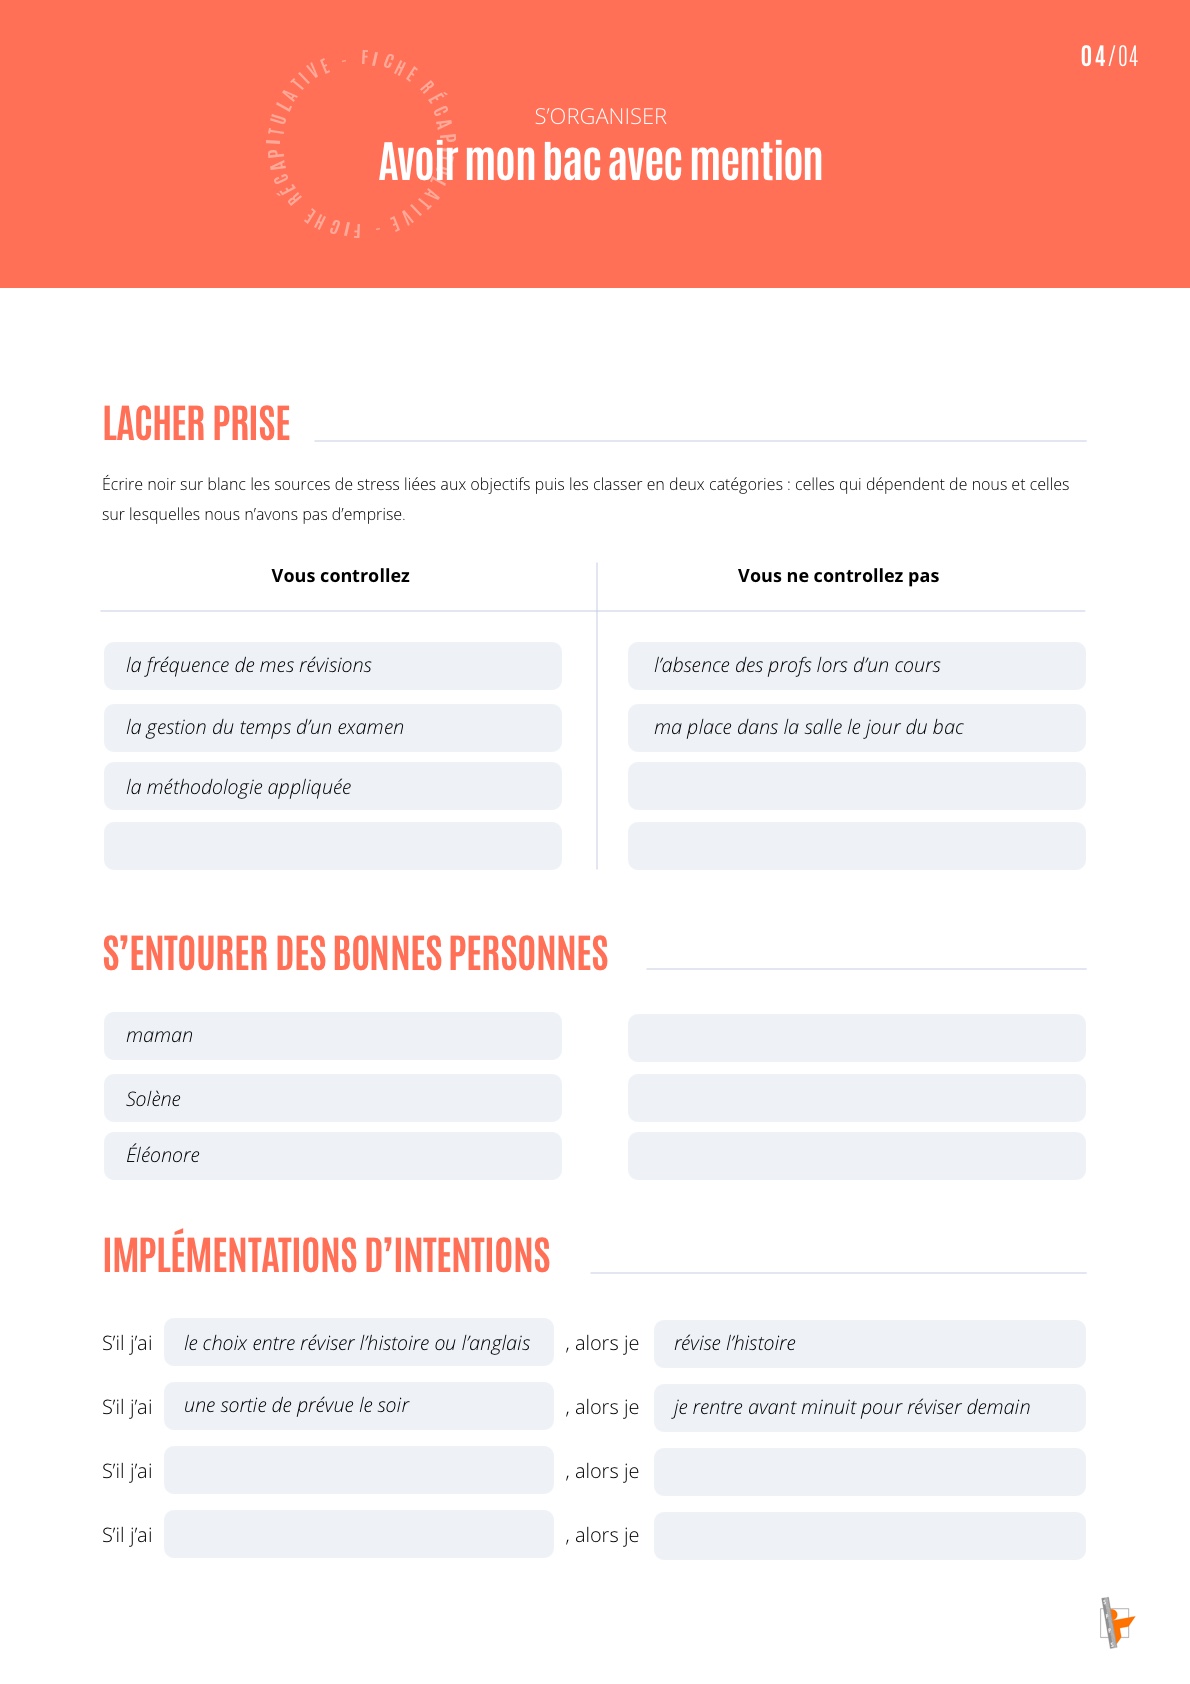 04/04
FICHE RÉCAPITULATIVE - FICHE RÉCAPITULATIVE -
S’ORGANISER
Avoir mon bac avec mention
LACHER PRISE
Écrire noir sur blanc les sources de stress liées aux objectifs puis les classer en deux catégories : celles qui dépendent de nous et celles
sur lesquelles nous n’avons pas d’emprise.
Vous controllez
Vous ne controllez pas
la fréquence de mes révisions
l’absence des profs lors d’un cours
la gestion du temps d’un examen
ma place dans la salle le jour du bac
la méthodologie appliquée
S’ENTOURER DES BONNES PERSONNES
maman
Solène
Éléonore
IMPLÉMENTATIONS D’INTENTIONS
S’il j’ai le choix entre réviser l’histoire ou l’anglais , alors je révise l’histoire
S’il j’ai une sortie de prévue le soir , alors je je rentre avant minuit pour réviser demain
S’il j’ai , alors je
S’il j’ai , alors je